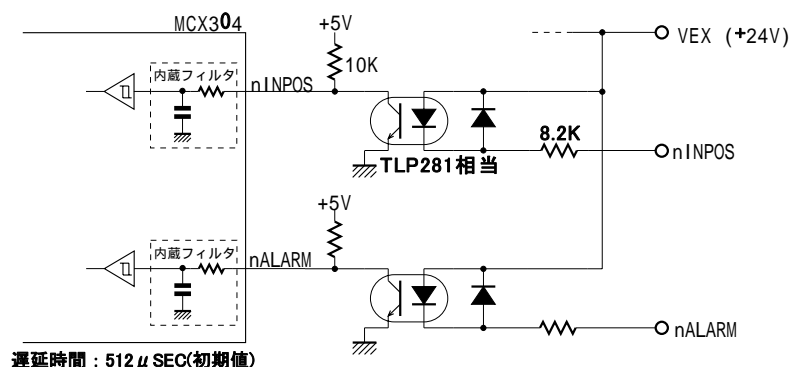 MCX304
+5V
VEX (+24V)
10K
内蔵フィルタ
nINPOS
8.2K
nINPOS
TLP281相当
+5V
内蔵フィルタ
nALARM
nALARM
遅延時間：512μSEC(初期値)